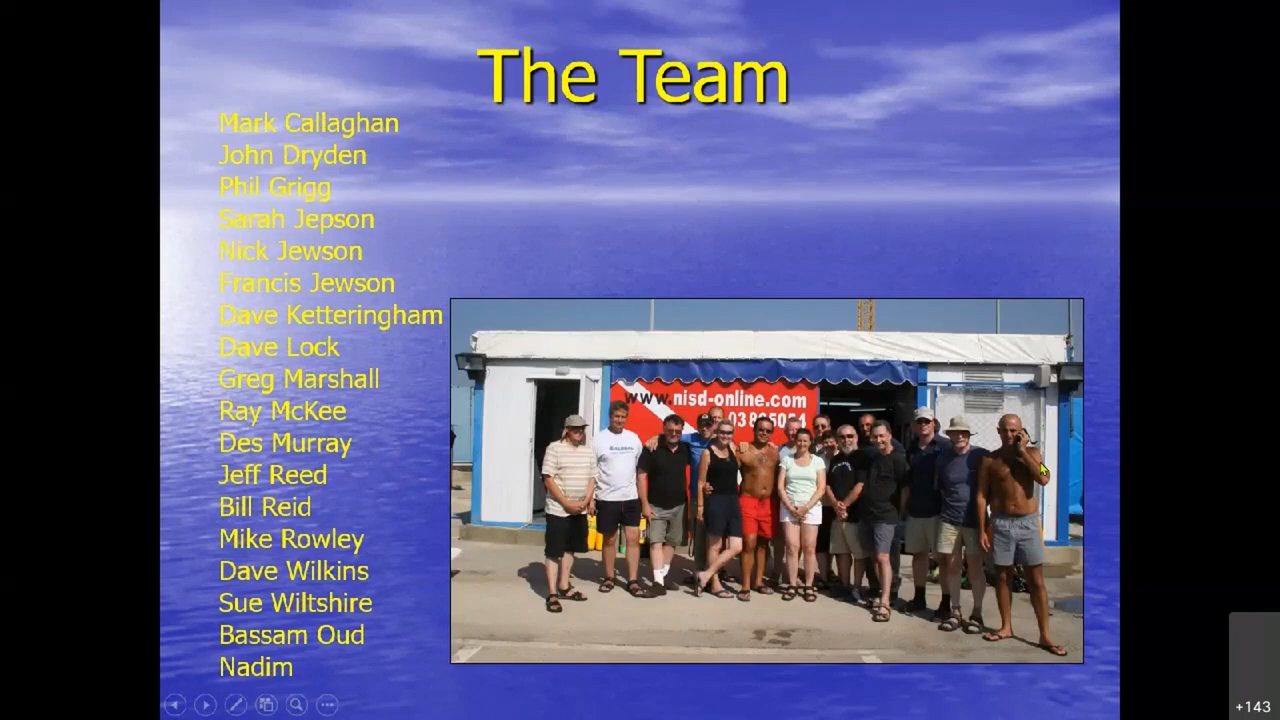 The Team
Mark Callaghan
John Dryden
Phil Grigg
Sarah Jepson
Nick Jewson
Francis Jewson
Dave Ketteringham
Dave Lock
Greg Marshall
Ray McKee
Des Murray
Jeff Reed
Bill Reid
Mike Rowley
Dave Wilkins
Sue Wiltshire
Bassam Oud
Nadim
www.nisd-online.com
+143